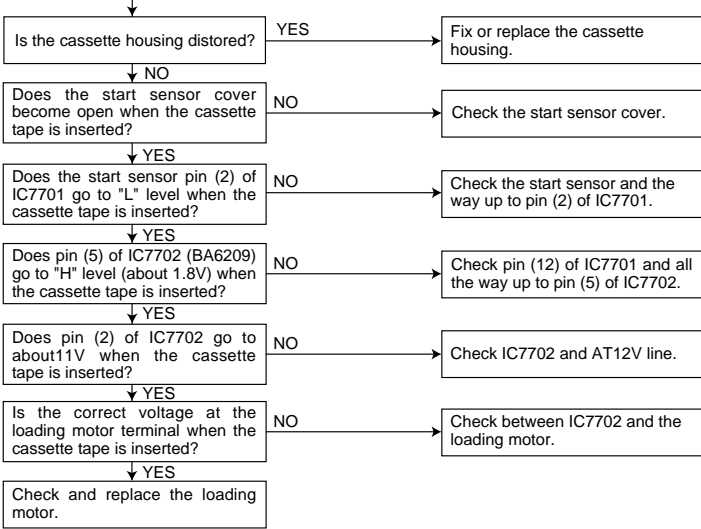 Is the cassette housing distored?
YES
Fix or replace the cassette
housing.
NO
Does the start sensor cover
become open when the cassette
tape is inserted?
NO
Check the start sensor cover.
YES
Does the start sensor pin (2) of
IC7701 go to "L" level when the
cassette tape is inserted?
NO
Check the start sensor and the
way up to pin (2) of IC7701.
YES
Does pin (5) of IC7702 (BA6209)
go to "H" level (about 1.8V) when
the cassette tape is inserted?
NO
Check pin (12) of IC7701 and all
the way up to pin (5) of IC7702.
YES
Does pin (2) of IC7702 go to
about11V when the cassette
tape is inserted?
NO
Check IC7702 and AT12V line.
YES
Is the correct voltage at the
loading motor terminal when the
cassette tape is inserted?
NO
Check between IC7702 and the
loading motor.
YES
Check and replace the loading
motor.